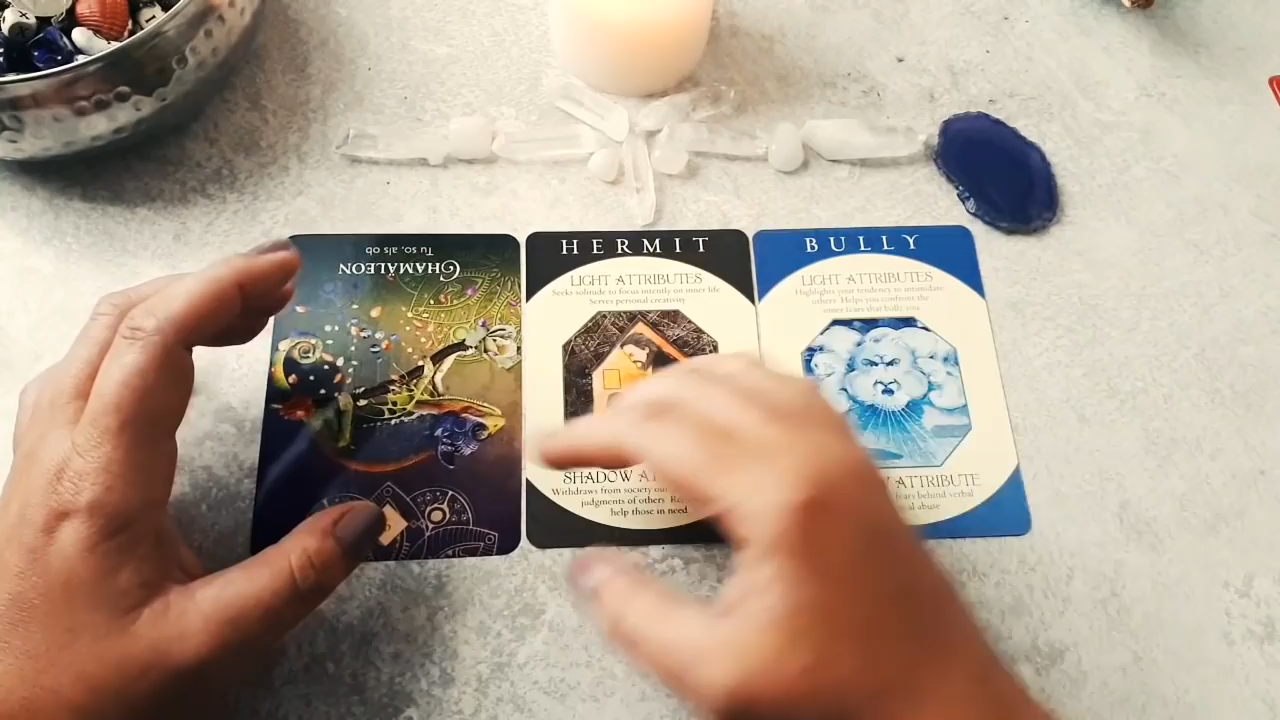 CHAMÄLEON
Tu so, als ob
HERMIT
LIGHT ATTRIBUTES
Seeks solitude to focus intently on inner life
Serves personal creativity
SHADOW
Withdraws from society
judgments of others
help those in need
BULLY
LIGHT ATTRIBUTES
Highlights your tendency to intimidate
others Helps you confront the
inner fears that bully you
ATTRIBUTE
fears behind verbal
abuse